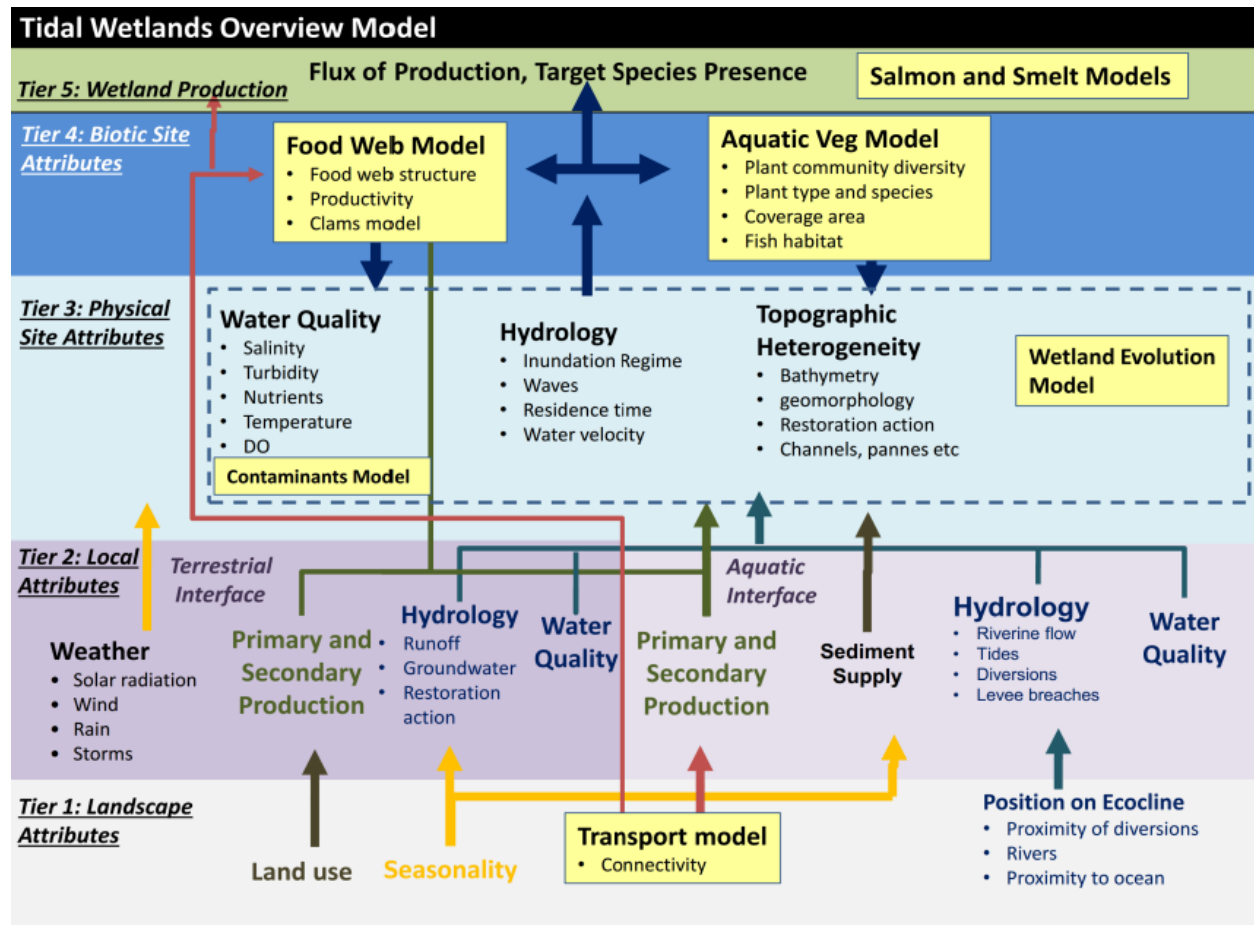 Tidal Wetlands Overview Model
Flux of Production, Target Species Presence
Salmon and Smelt Models
Tier 5: Wetland Production
Tier 4: Biotic Site
Attributes
Food Web Model
• Food web structure
• Productivity
• Clams model
Aquatic Veg Model
• Plant community diversity
• Plant type and species
• Coverage area
• Fish habitat
Tier 3: Physical
Site Attributes
Water Quality
• Salinity
• Turbidity
• Nutrients
• Temperature
• DO
Contaminants Model
Hydrology
• Inundation Regime
• Waves
• Residence time
• Water velocity
Topographic
Heterogeneity
• Bathymetry
• geomorphology
• Restoration action
• Channels, pannes etc
Wetland Evolution
Model
Tier 2: Local
Attributes
Terrestrial
Interface
Aquatic
Interface
Weather
• Solar radiation
• Wind
• Rain
• Storms
Primary and
Secondary
Production
Hydrology
• Runoff
• Groundwater
• Restoration
action
Water
Quality
Primary and
Secondary
Production
Sediment
Supply
Hydrology
• Riverine flow
• Tides
• Diversions
• Levee breaches
Water
Quality
Tier 1: Landscape
Attributes
Land use
Seasonality
Transport model
• Connectivity
Position on Ecocline
• Proximity of diversions
• Rivers
• Proximity to ocean